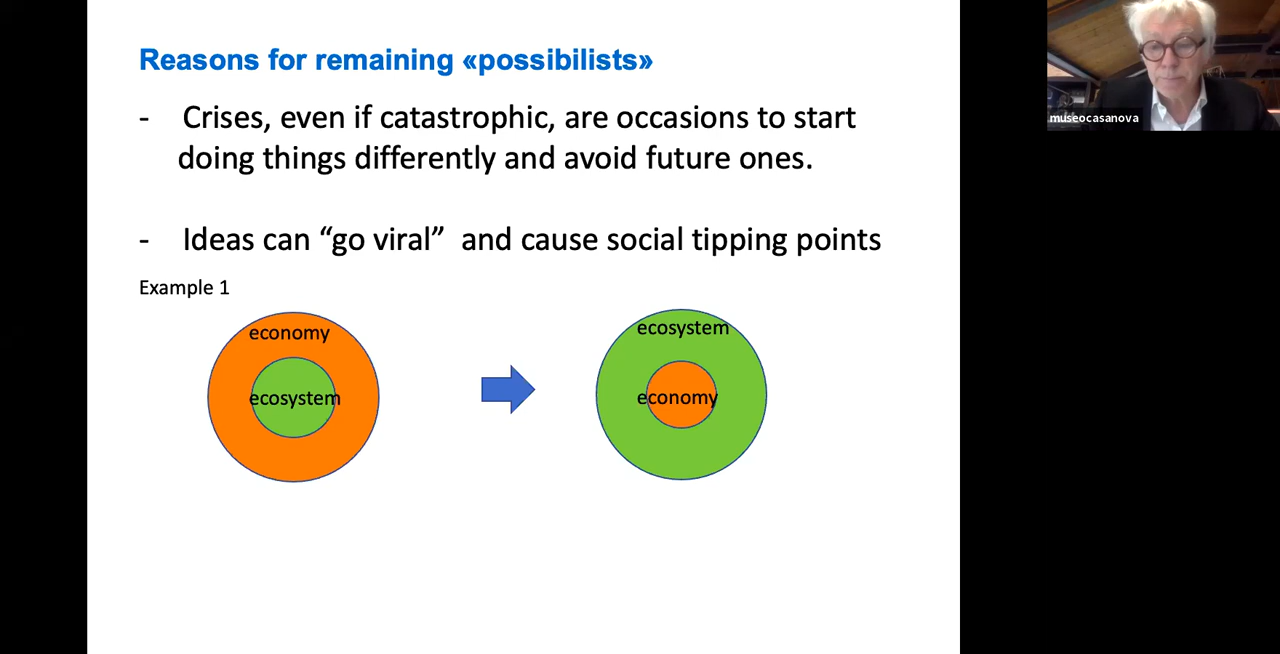 Reasons for remaining «possibilists»
- Crises, even if catastrophic, are occasions to start
doing things differently and avoid future ones.
- Ideas can “go viral”  and cause social tipping points
Example 1
economy
ecosystem
ecosystem
economy
museocasanova